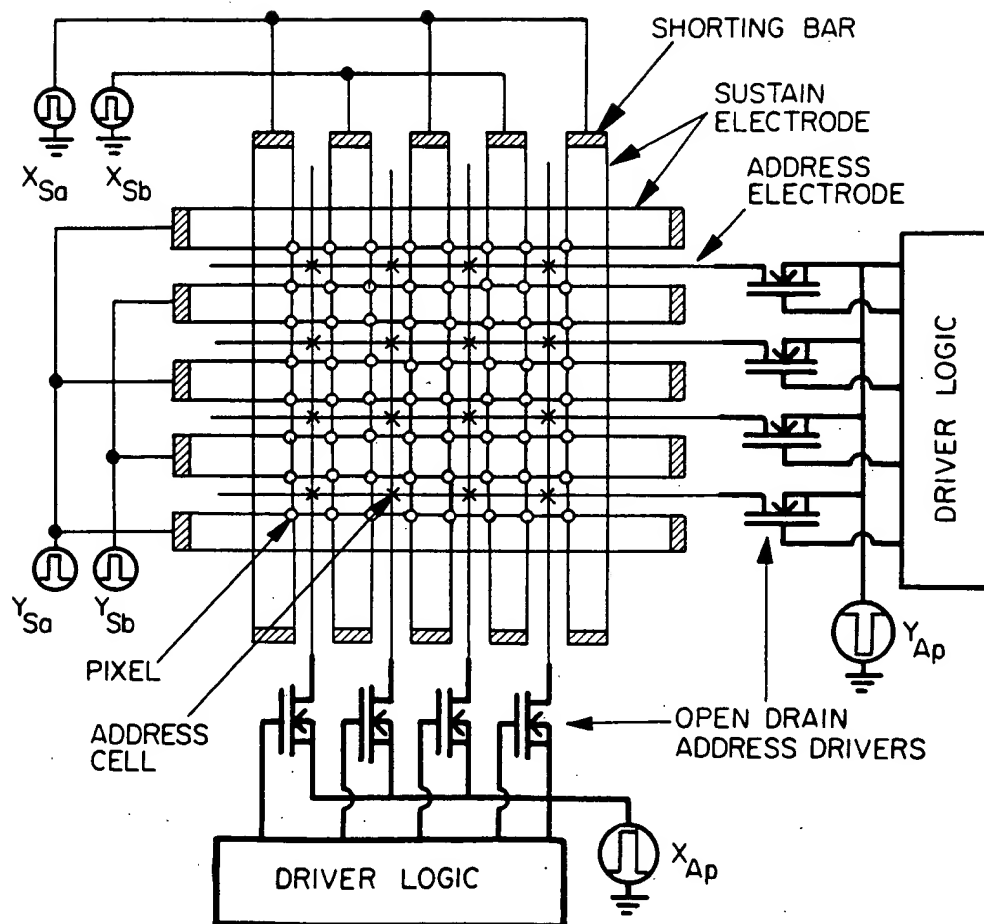 SHORTING BAR
SUSTAIN
ELECTRODE
ADDRESS
ELECTRODE
X Sa
X Sb
DRIVER LOGIC
Y Sa
Y Sb
PIXEL
ADDRESS
CELL
Y Ap
OPEN DRAIN
ADDRESS DRIVERS
DRIVER LOGIC
X Ap